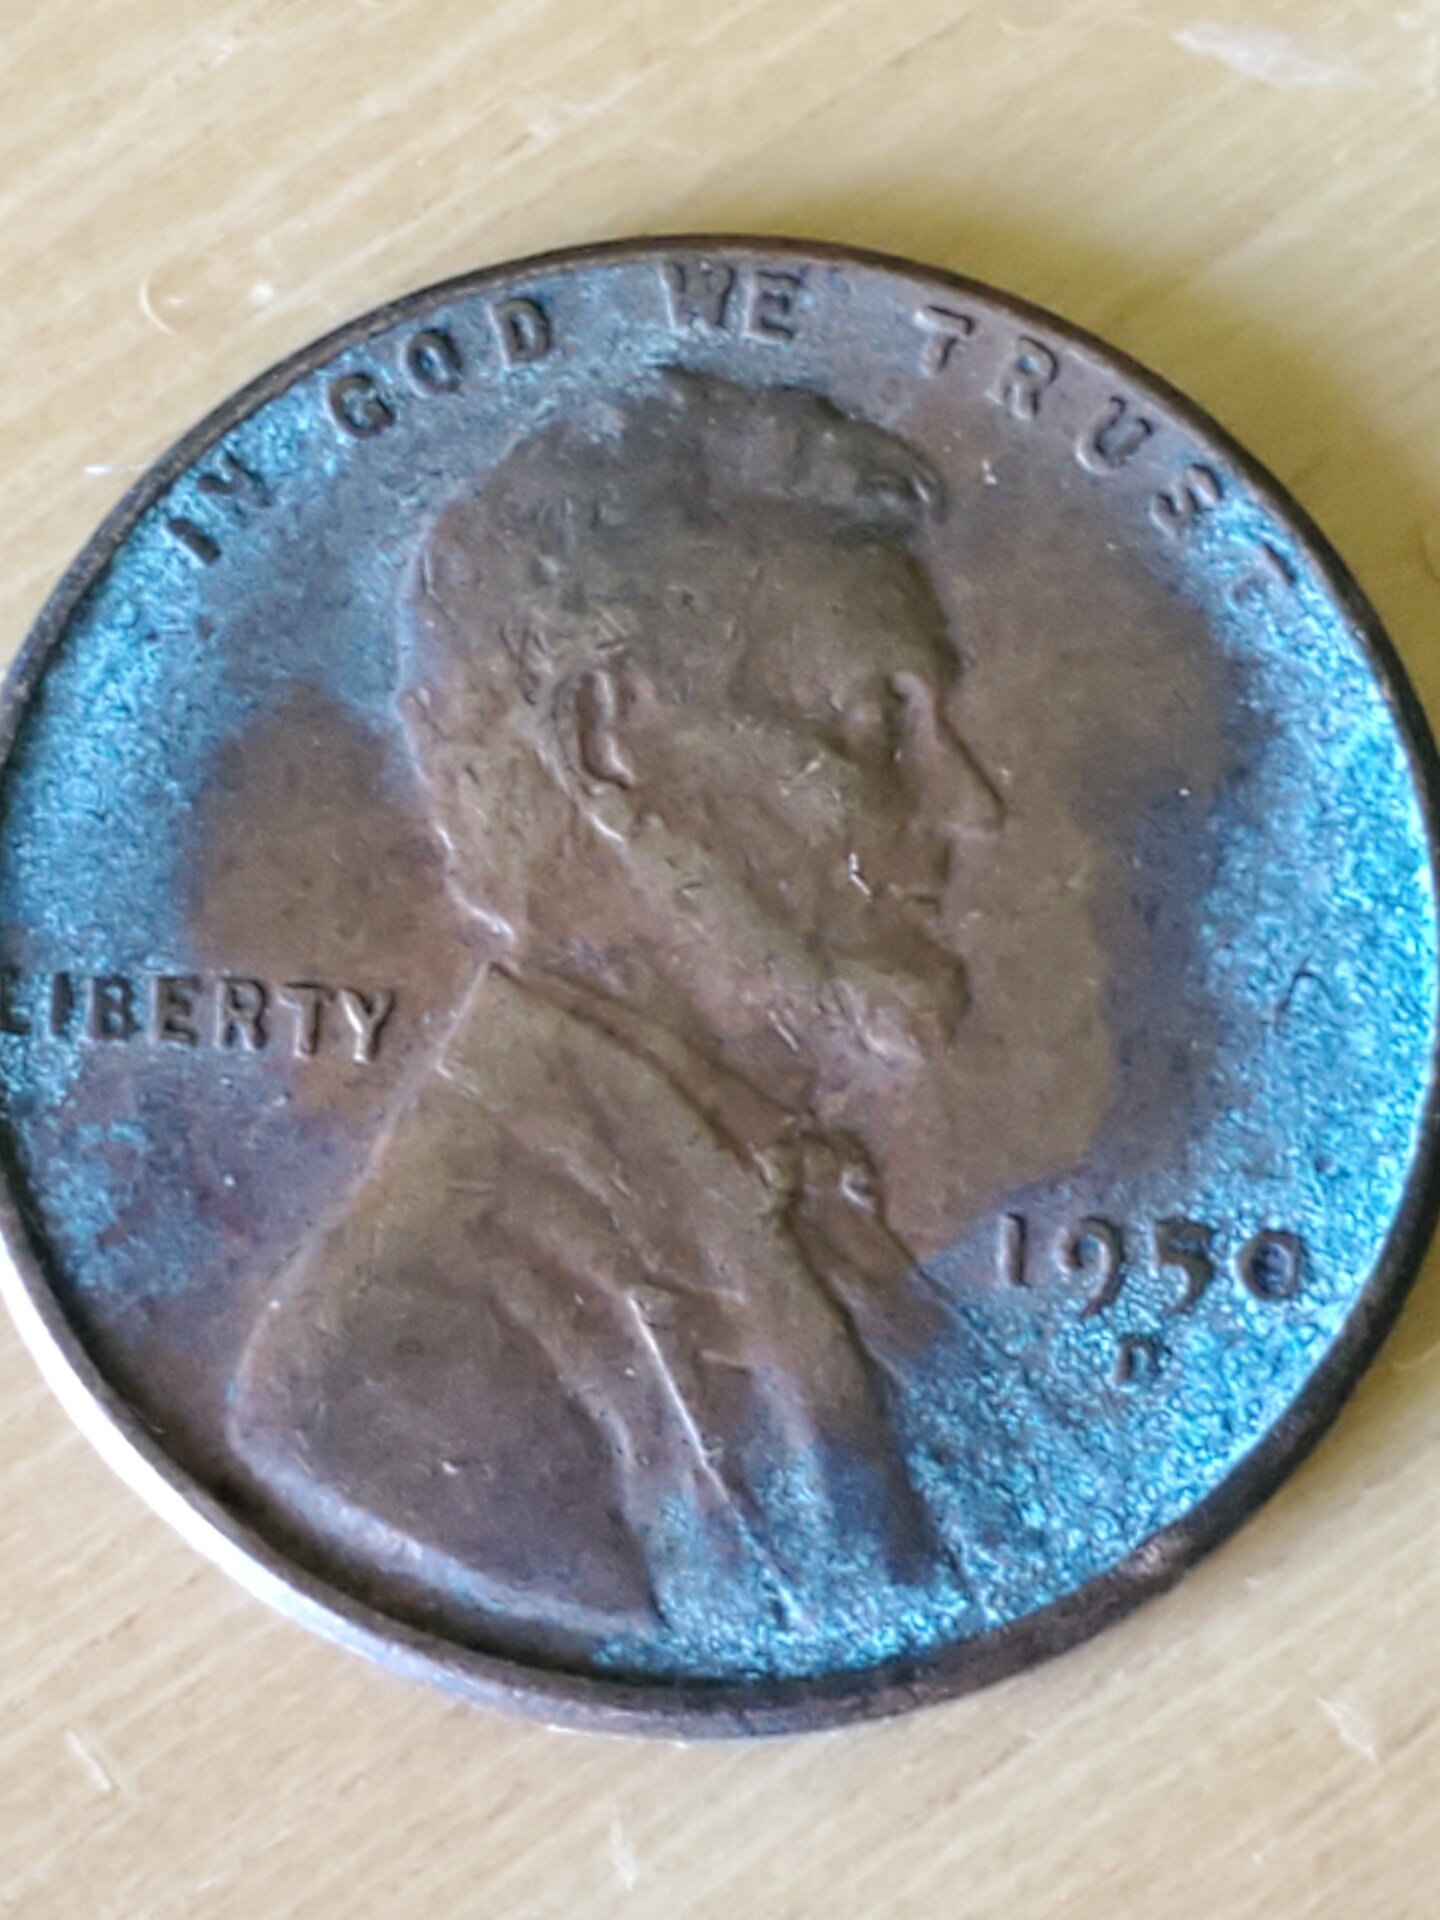 IN GOD WE TRUST
LIBERTY
1950
D